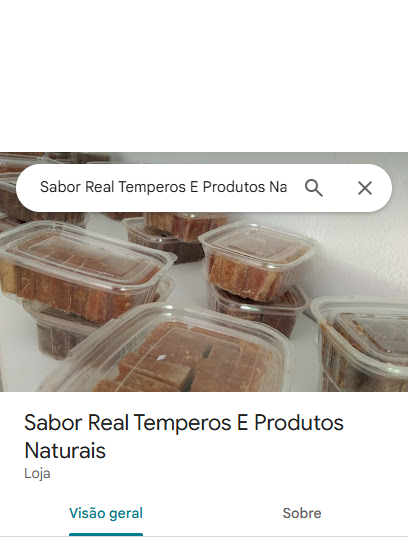 Sabor Real Temperos E Produtos Na
Sabor Real Temperos E Produtos
Naturais
Loja
Visão geral
Sobre